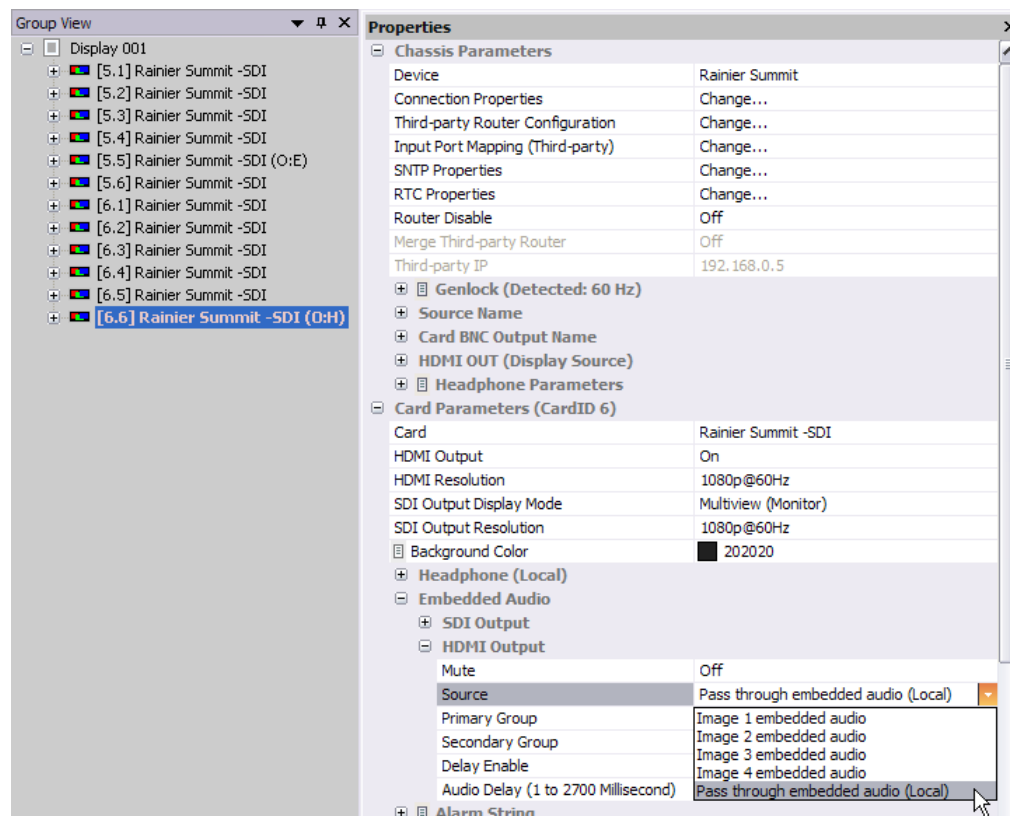 Group View
Display 001
[5.1] Rainier Summit -SDI
[5.2] Rainier Summit -SDI
[5.3] Rainier Summit -SDI
[5.4] Rainier Summit -SDI
[5.5] Rainier Summit -SDI (O:E)
[5.6] Rainier Summit -SDI
[6.1] Rainier Summit -SDI
[6.2] Rainier Summit -SDI
[6.3] Rainier Summit -SDI
[6.4] Rainier Summit -SDI
[6.5] Rainier Summit -SDI
[6.6] Rainier Summit -SDI (O:H)
Properties
Chassis Parameters
Device Rainier Summit
Connection Properties Change...
Third-party Router Configuration Change...
Input Port Mapping (Third-party) Change...
SNTP Properties Change...
RTC Properties Change...
Router Disable Off
Merge Third-party Router Off
Third-party IP 192.168.0.5
Genlock (Detected: 60 Hz)
Source Name
Card BNC Output Name
HDMI OUT (Display Source)
Headphone Parameters
Card Parameters (CardID 6)
Card Rainier Summit -SDI
HDMI Output On
HDMI Resolution 1080p@60Hz
SDI Output Display Mode Multiview (Monitor)
SDI Output Resolution 1080p@60Hz
Background Color 202020
Headphone (Local)
Embedded Audio
SDI Output
HDMI Output
Mute Off
Source Pass through embedded audio (Local)
Primary Group
Secondary Group
Delay Enable
Audio Delay (1 to 2700 Millisecond)
Image 1 embedded audio
Image 2 embedded audio
Image 3 embedded audio
Image 4 embedded audio
Pass through embedded audio (Local)
Alarm String